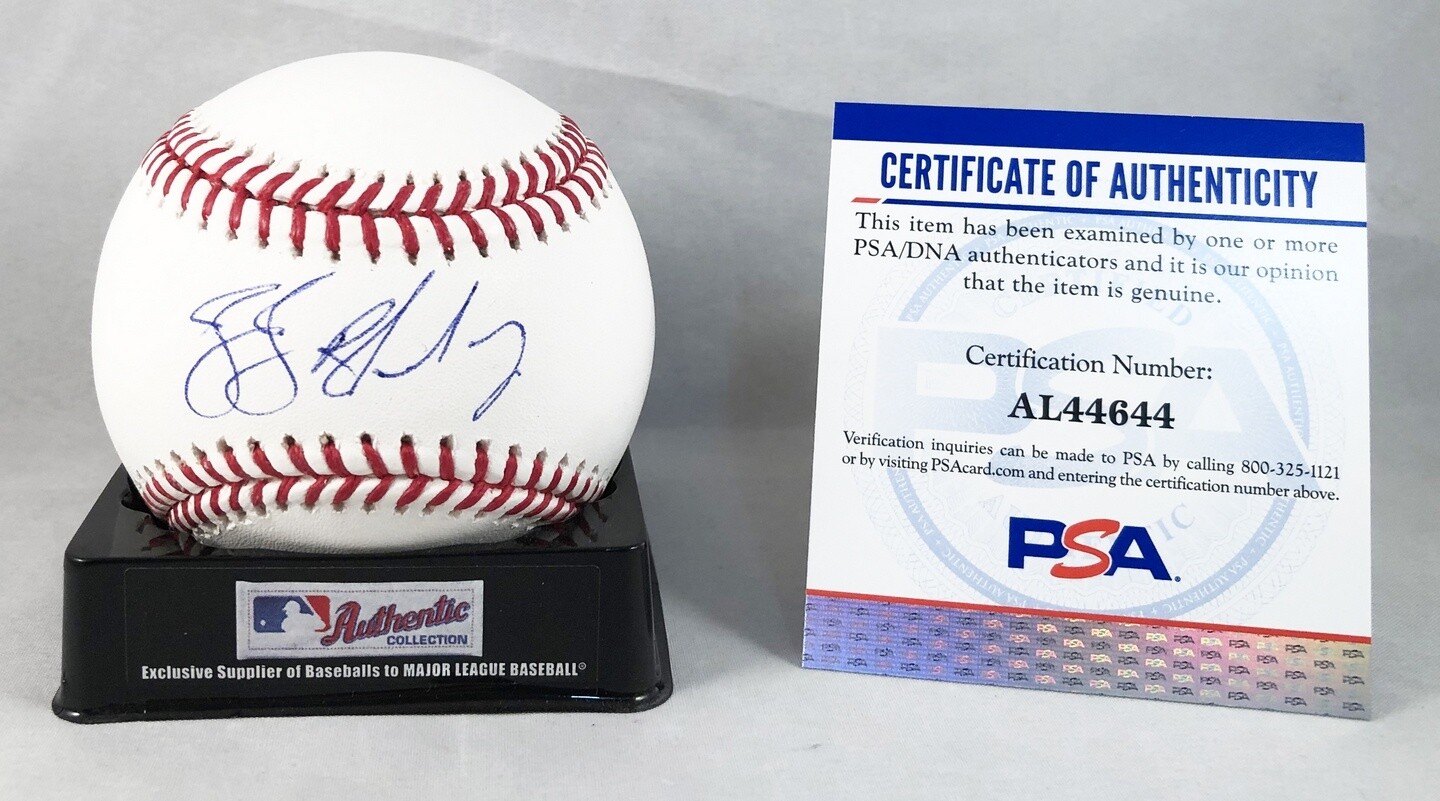 Authentic
COLLECTION
Exclusive Supplier of Baseballs to MAJOR LEAGUE BASEBALL®
CERTIFICATE OF AUTHENTICITY
This item has been examined by one or more
PSA/DNA authenticators and it is our opinion
that the item is genuine.
Certification Number:
AL44644
Verification inquiries can be made to PSA by calling 800-325-1121
or by visiting PSAcard.com and entering the certification number above.
PSA